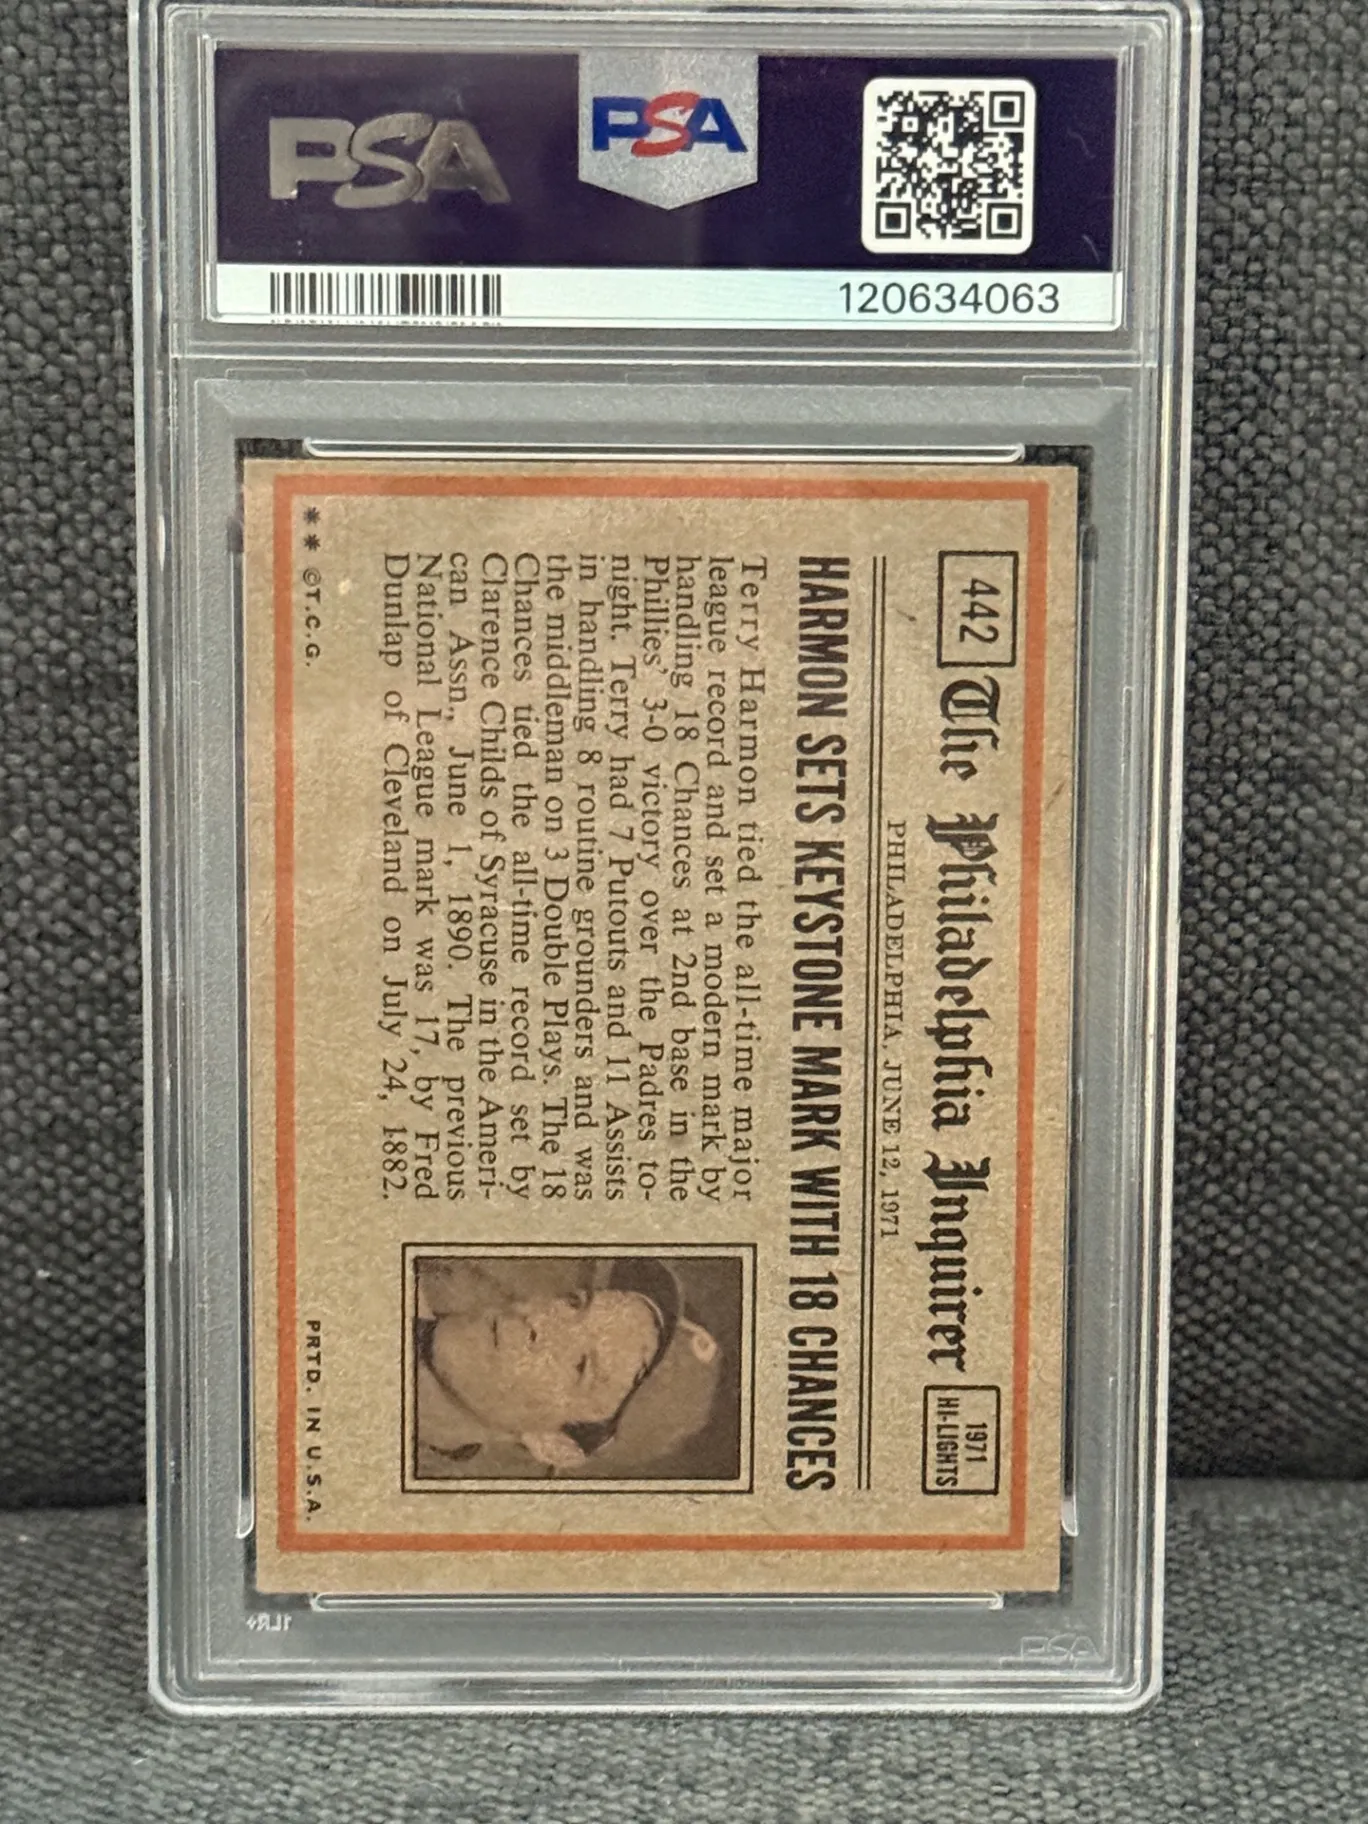 PSA
PSA
120634063
442 The Philadelphia Inquirer 1971
HI-LIGHTS
PHILADELPHIA, JUNE 12, 1971
HARMON SETS KEYSTONE MARK WITH 18 CHANCES
Terry Harmon tied the all-time major
league record and set a modern mark by
handling 18 Chances at 2nd base in the
Phillies' 3-0 victory over the Padres to-
night. Terry had 7 Putouts and 11 Assists
in handling 8 routine grounders and was
the middleman on 3 Double Plays. The 18
Chances tied the all-time record set by
Clarence Childs of Syracuse in the Ameri-
can Assn., June 1, 1890. The previous
National League mark was 17, by Fred
Dunlap of Cleveland on July 24, 1882.
** ©T.C.G. PRTD. IN U.S.A.
PSA